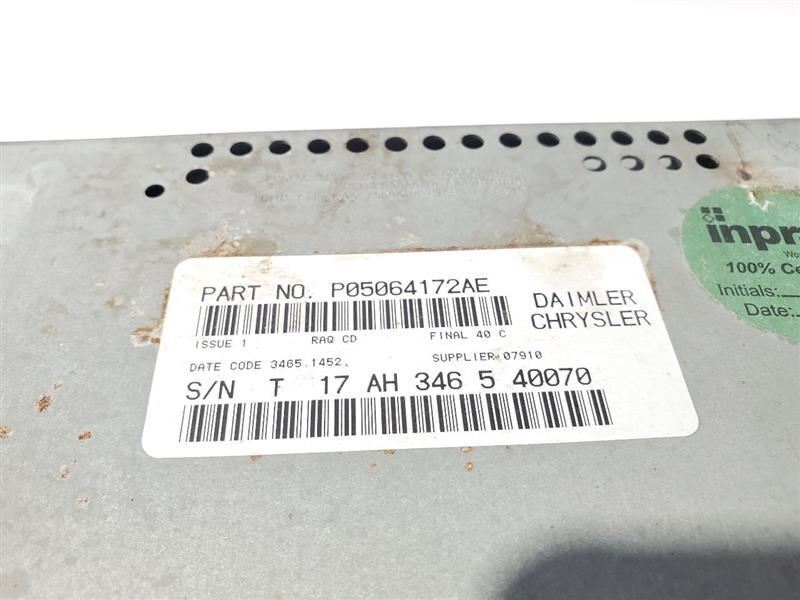 PART NO. P05064172AE
DAIMLER
CHRYSLER
ISSUE 1 RAQ CD FINAL 40 C
DATE CODE 3465.1452, SUPPLIER 07910
S/N T 17 AH 346 5 40070
inpr
100% Ce
Initials:
Date: